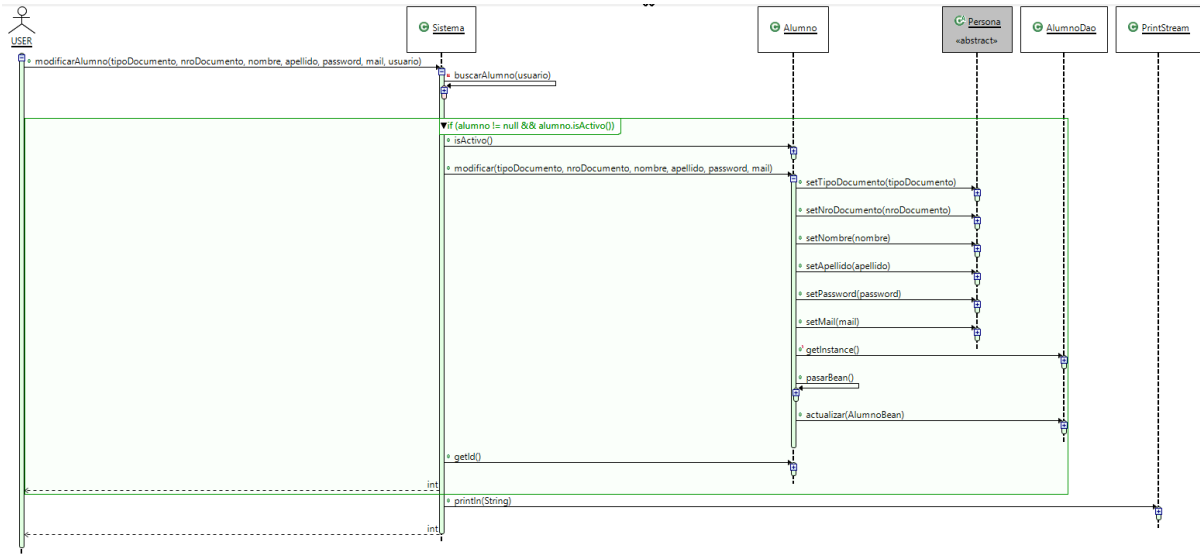 USER
Sistema
Alumno
Persona
«abstract»
AlumnoDao
PrintStream
modificarAlumno(tipoDocumento, nroDocumento, nombre, apellido, password, mail, usuario)
buscarAlumno(usuario)
if (alumno != null && alumno.isActivo())
isActivo()
modificar(tipoDocumento, nroDocumento, nombre, apellido, password, mail)
setTipoDocumento(tipoDocumento)
setNroDocumento(nroDocumento)
setNombre(nombre)
setApellido(apellido)
setPassword(password)
setMail(mail)
getInstance()
pasarBean()
actualizar(AlumnoBean)
getId()
int
println(String)
int